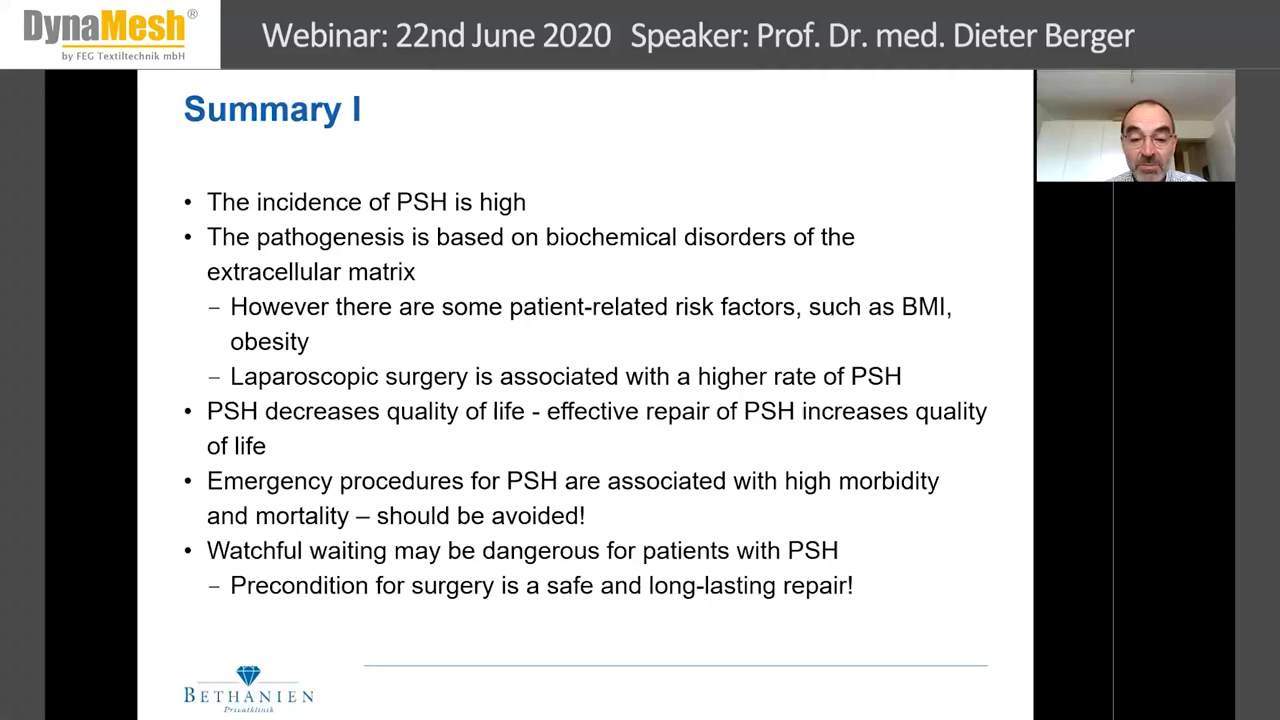 DynaMesh®
by FEG Textiltechnik mbH
Webinar: 22nd June 2020 Speaker: Prof. Dr. med. Dieter Berger
Summary I
• The incidence of PSH is high
• The pathogenesis is based on biochemical disorders of the
extracellular matrix
– However there are some patient-related risk factors, such as BMI,
obesity
– Laparoscopic surgery is associated with a higher rate of PSH
• PSH decreases quality of life - effective repair of PSH increases quality
of life
• Emergency procedures for PSH are associated with high morbidity
and mortality – should be avoided!
• Watchful waiting may be dangerous for patients with PSH
– Precondition for surgery is a safe and long-lasting repair!
BETHANIEN
Privatklinik